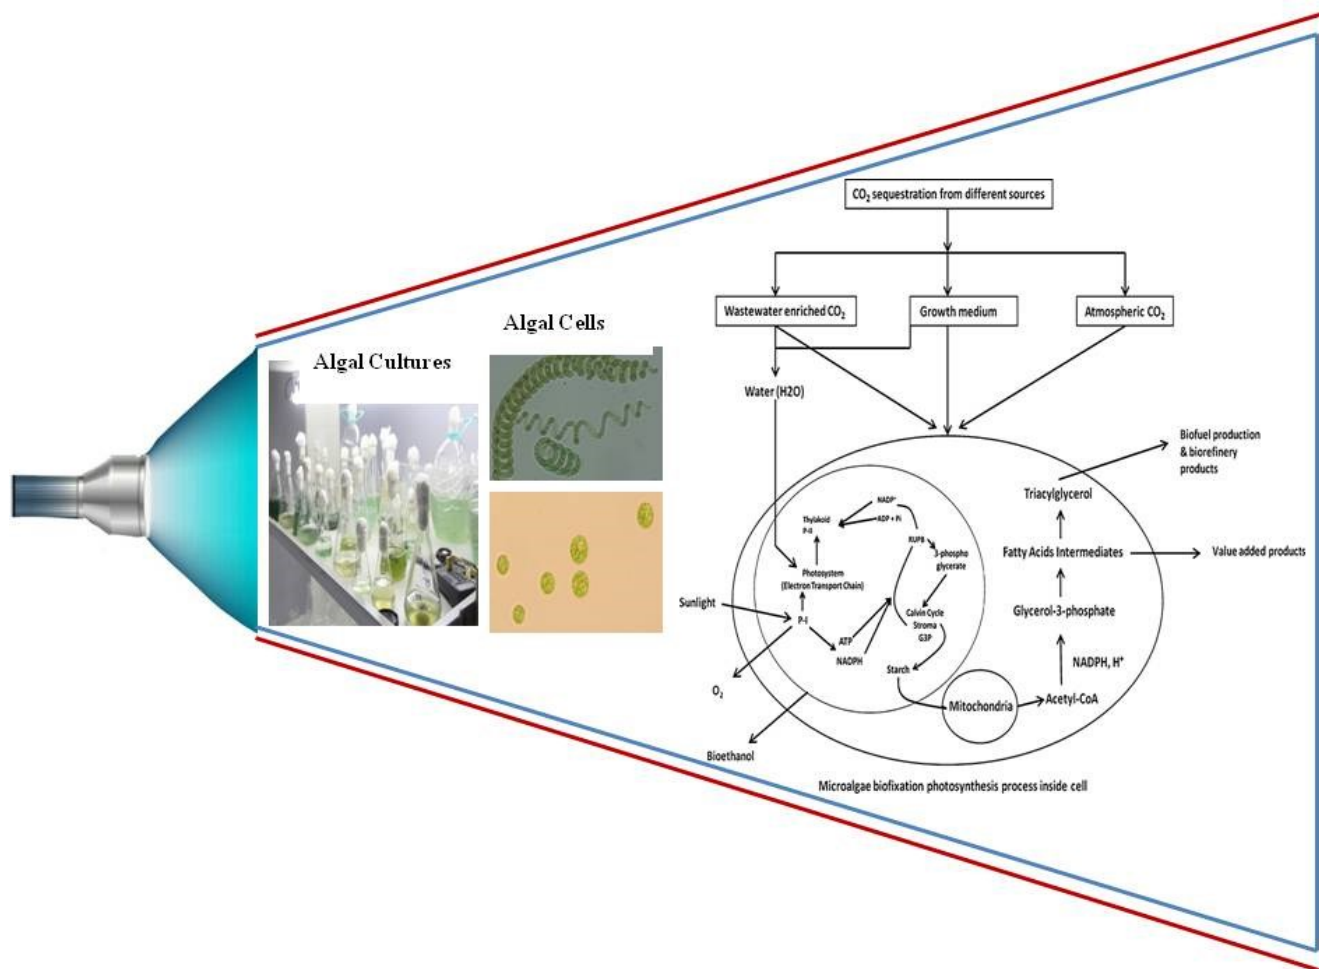 CO₂ sequestration from different sources
Wastewater enriched CO₂
Growth medium
Atmospheric CO₂
Algal Cells
Algal Cultures
Water (H2O)
Biofuel production
& biorefinery
products
Triacylglycerol
NADP⁺
ADP + Pi
Thylakoid
P-II
RUPB
3-phospho
glycerate
Fatty Acids Intermediates
Value added products
Photosystem
(Electron Transport Chain)
Sunlight
P-I
Calvin Cycle
Stroma
G3P
Glycerol-3-phosphate
ATP
NADPH
NADPH, H⁺
Starch
O₂
Mitochondria
Acetyl-CoA
Bioethanol
Microalgae biofixation photosynthesis process inside cell